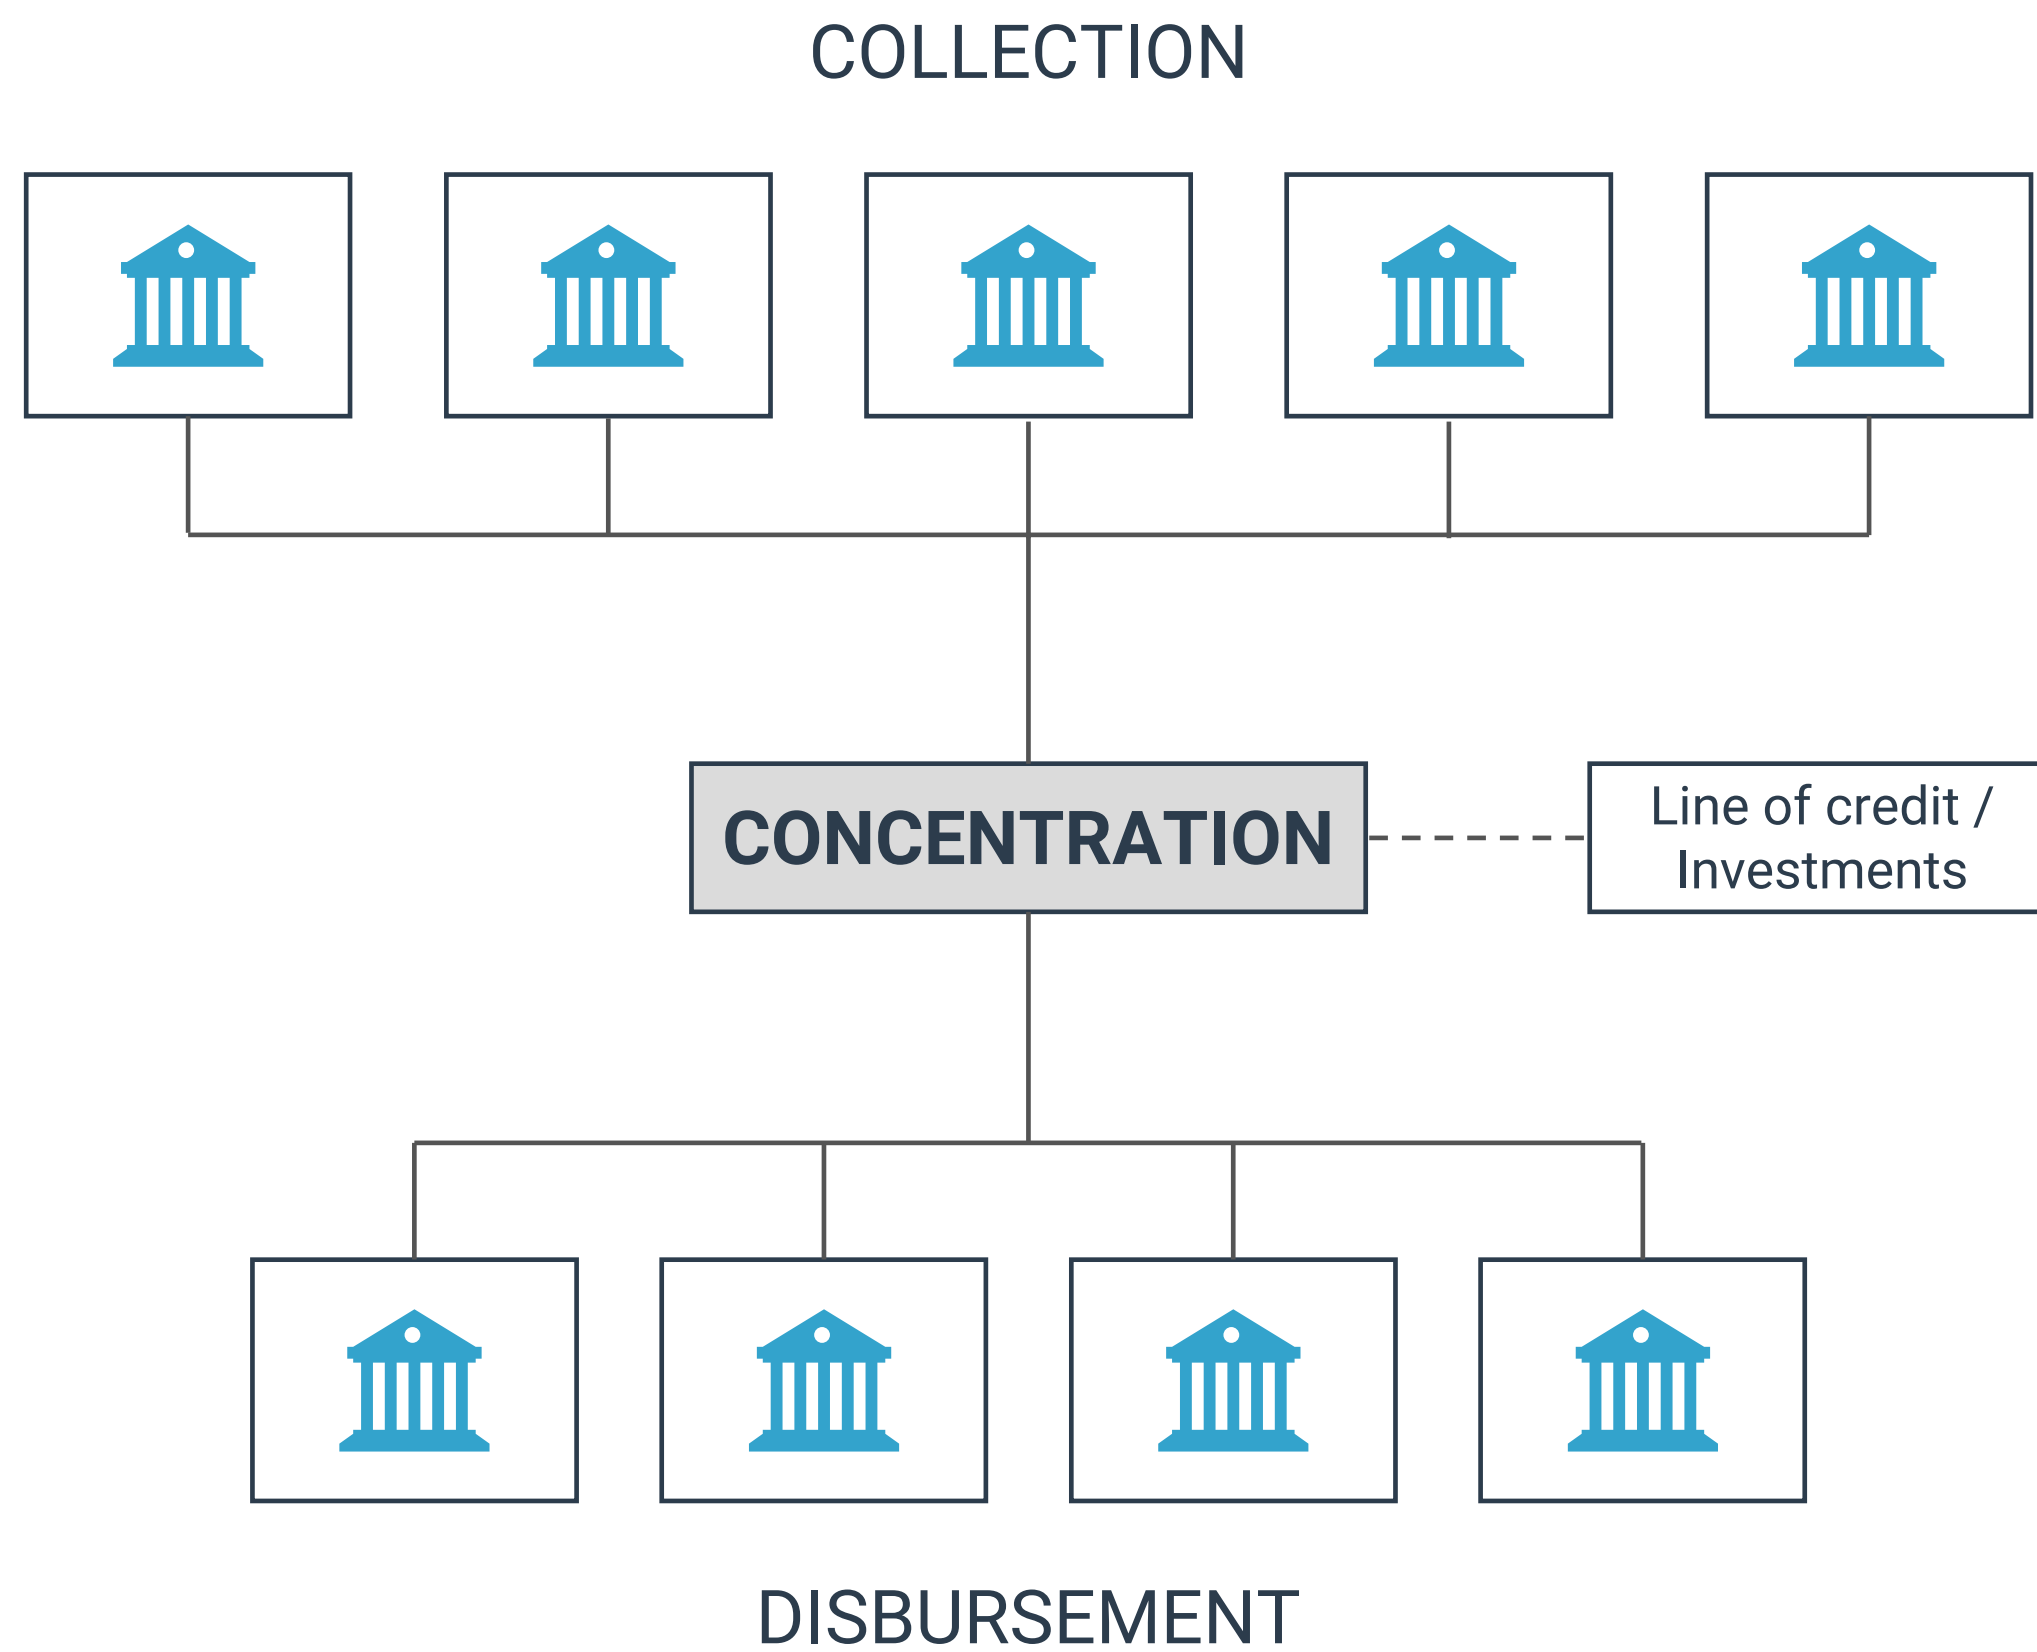 COLLECTION
CONCENTRATION
Line of credit /
Investments
DISBURSEMENT